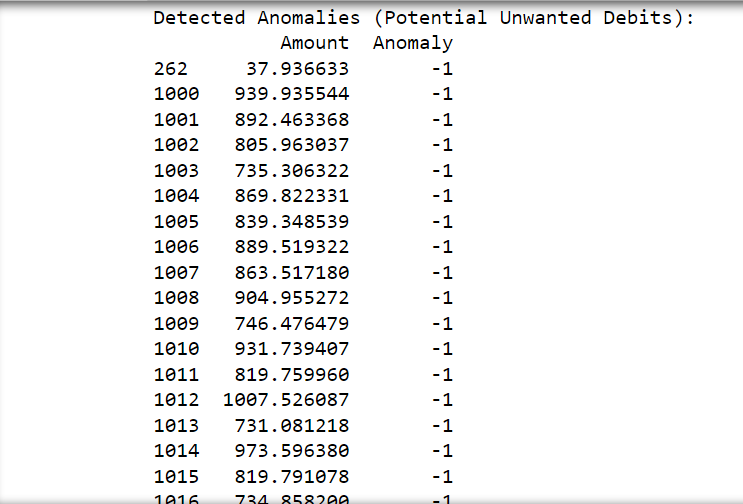 Detected Anomalies (Potential Unwanted Debits):
Amount Anomaly
262 37.936633 -1
1000 939.935544 -1
1001 892.463368 -1
1002 805.963037 -1
1003 735.306322 -1
1004 869.822331 -1
1005 839.348539 -1
1006 889.519322 -1
1007 863.517180 -1
1008 904.955272 -1
1009 746.476479 -1
1010 931.739407 -1
1011 819.759960 -1
1012 1007.526087 -1
1013 731.081218 -1
1014 973.596380 -1
1015 819.791078 -1
1016 734.858200 -1